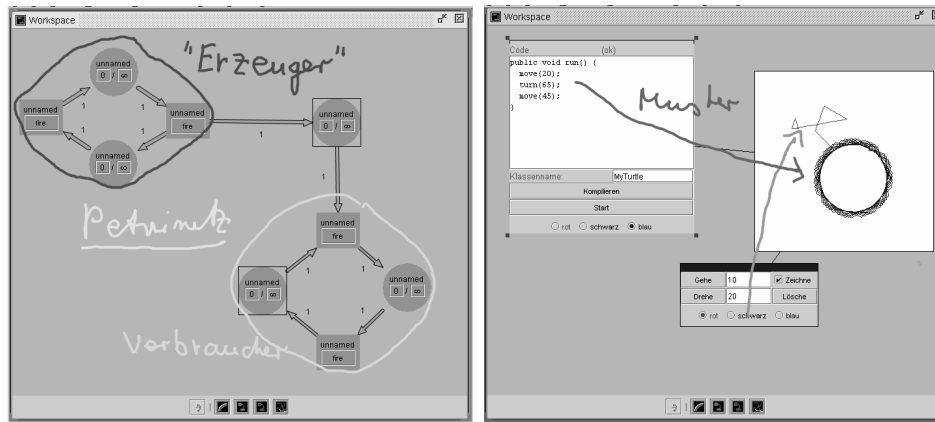 Workspace
"Erzeuger"
unnamed
0 / ∞
1
1
unnamed
fire
unnamed
fire
1
1
unnamed
0 / ∞
1
unnamed
0 / ∞
1
Petrinetz
unnamed
fire
1
1
unnamed
0 / ∞
unnamed
0 / ∞
1
1
unnamed
fire
Verbraucher
Workspace
Code (ok)
public void run() {
move(20);
turn(65);
move(45);
}
Muster
Klassenname: MyTurtle
Kompilieren
Start
rot schwarz blau
Gehe 10 Zeichne
Drehe 20 Lösche
rot schwarz blau